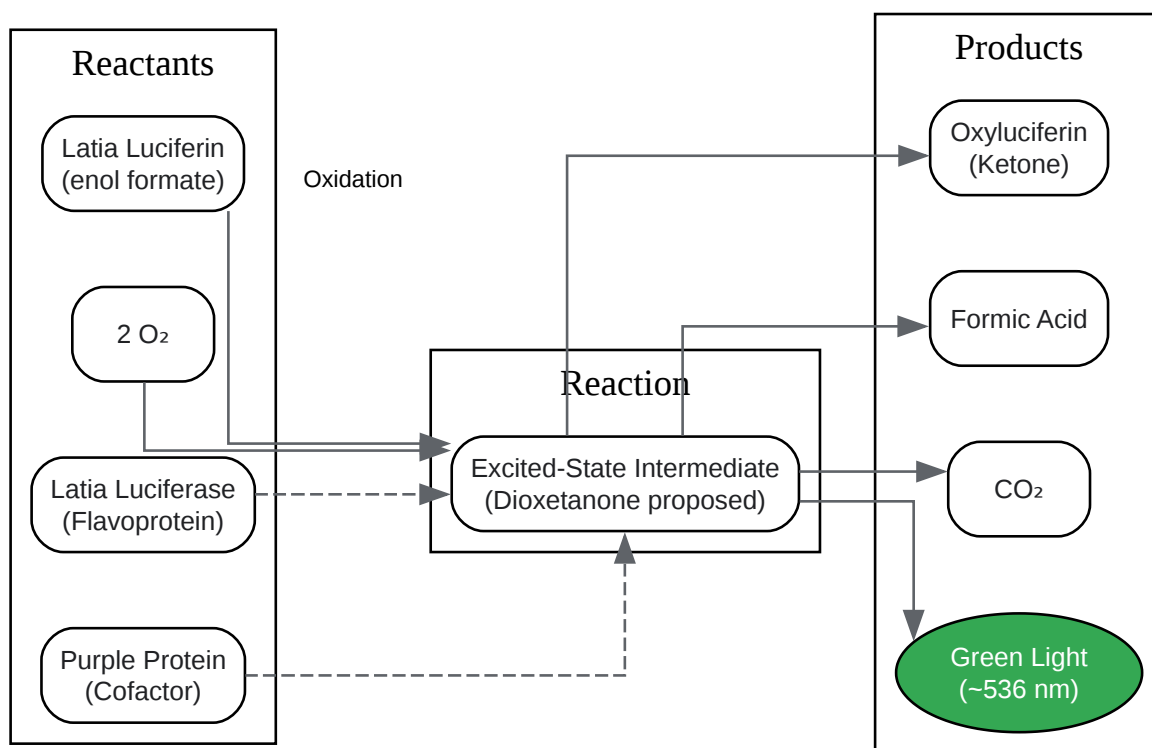 Reactants
Latia Luciferin
(enol formate)
2 O₂
Latia Luciferase
(Flavoprotein)
Purple Protein
(Cofactor)
Oxidation
Reaction
Excited-State Intermediate
(Dioxetanone proposed)
Products
Oxyluciferin
(Ketone)
Formic Acid
CO₂
Green Light
(~536 nm)